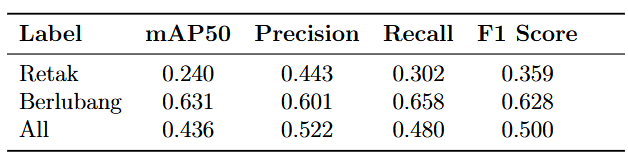 Label mAP50 Precision Recall F1 Score
Retak 0.240 0.443 0.302 0.359
Berlubang 0.631 0.601 0.658 0.628
All 0.436 0.522 0.480 0.500